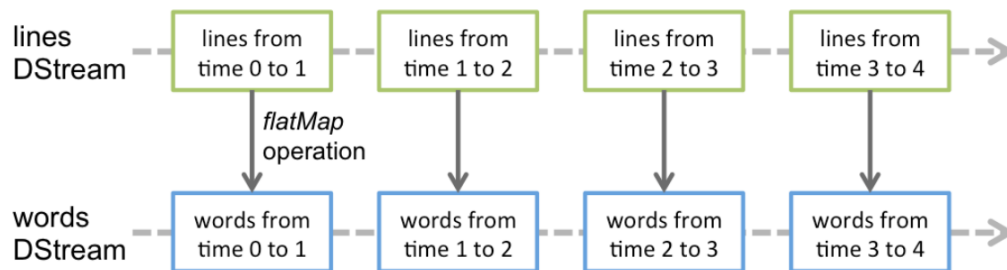 lines
DStream
lines from
time 0 to 1
lines from
time 1 to 2
lines from
time 2 to 3
lines from
time 3 to 4
flatMap
operation
words
DStream
words from
time 0 to 1
words from
time 1 to 2
words from
time 2 to 3
words from
time 3 to 4